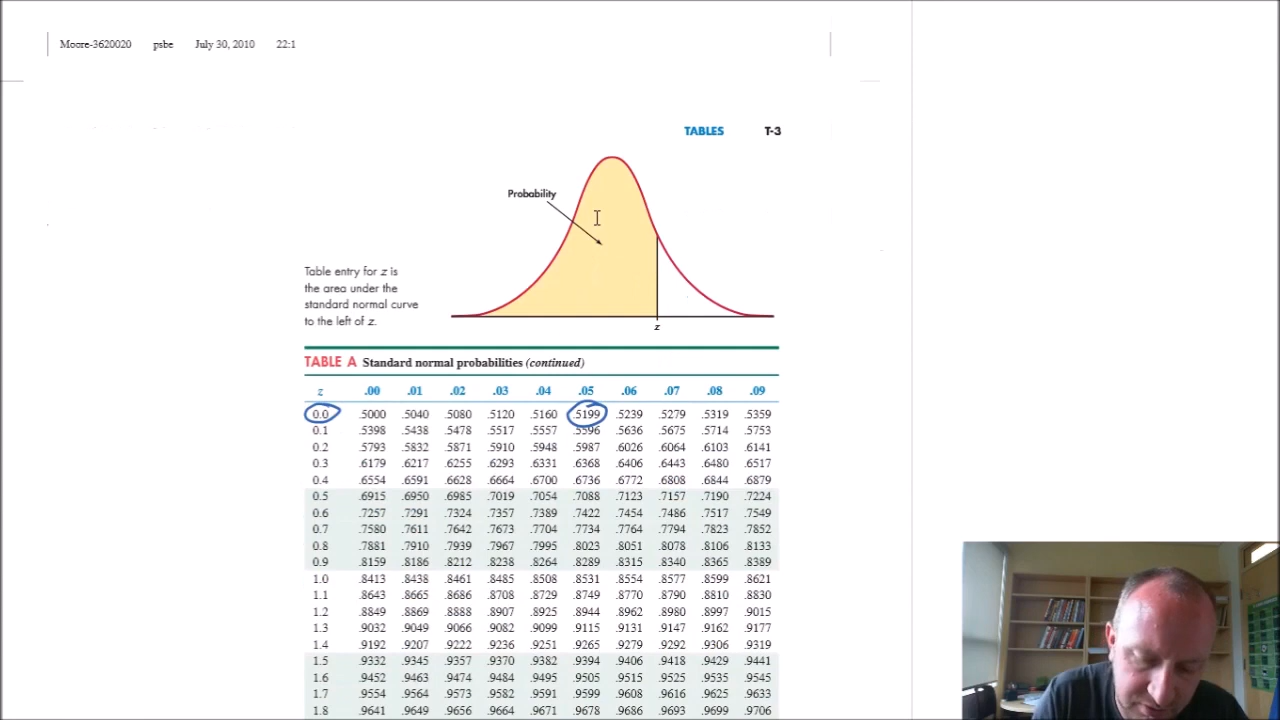 Moore-3620020 psbe July 30, 2010 22:1
TABLES T-3
Probability
Table entry for z is
the area under the
standard normal curve
to the left of z.
z
TABLE A Standard normal probabilities (continued)
z .00 .01 .02 .03 .04 .05 .06 .07 .08 .09
0.0 .5000 .5040 .5080 .5120 .5160 .5199 .5239 .5279 .5319 .5359
0.1 .5398 .5438 .5478 .5517 .5557 .5596 .5636 .5675 .5714 .5753
0.2 .5793 .5832 .5871 .5910 .5948 .5987 .6026 .6064 .6103 .6141
0.3 .6179 .6217 .6255 .6293 .6331 .6368 .6406 .6443 .6480 .6517
0.4 .6554 .6591 .6628 .6664 .6700 .6736 .6772 .6808 .6844 .6879
0.5 .6915 .6950 .6985 .7019 .7054 .7088 .7123 .7157 .7190 .7224
0.6 .7257 .7291 .7324 .7357 .7389 .7422 .7454 .7486 .7517 .7549
0.7 .7580 .7611 .7642 .7673 .7704 .7734 .7764 .7794 .7823 .7852
0.8 .7881 .7910 .7939 .7967 .7995 .8023 .8051 .8078 .8106 .8133
0.9 .8159 .8186 .8212 .8238 .8264 .8289 .8315 .8340 .8365 .8389
1.0 .8413 .8438 .8461 .8485 .8508 .8531 .8554 .8577 .8599 .8621
1.1 .8643 .8665 .8686 .8708 .8729 .8749 .8770 .8790 .8810 .8830
1.2 .8849 .8869 .8888 .8907 .8925 .8944 .8962 .8980 .8997 .9015
1.3 .9032 .9049 .9066 .9082 .9099 .9115 .9131 .9147 .9162 .9177
1.4 .9192 .9207 .9222 .9236 .9251 .9265 .9279 .9292 .9306 .9319
1.5 .9332 .9345 .9357 .9370 .9382 .9394 .9406 .9418 .9429 .9441
1.6 .9452 .9463 .9474 .9484 .9495 .9505 .9515 .9525 .9535 .9545
1.7 .9554 .9564 .9573 .9582 .9591 .9599 .9608 .9616 .9625 .9633
1.8 .9641 .9649 .9656 .9664 .9671 .9678 .9686 .9693 .9699 .9706